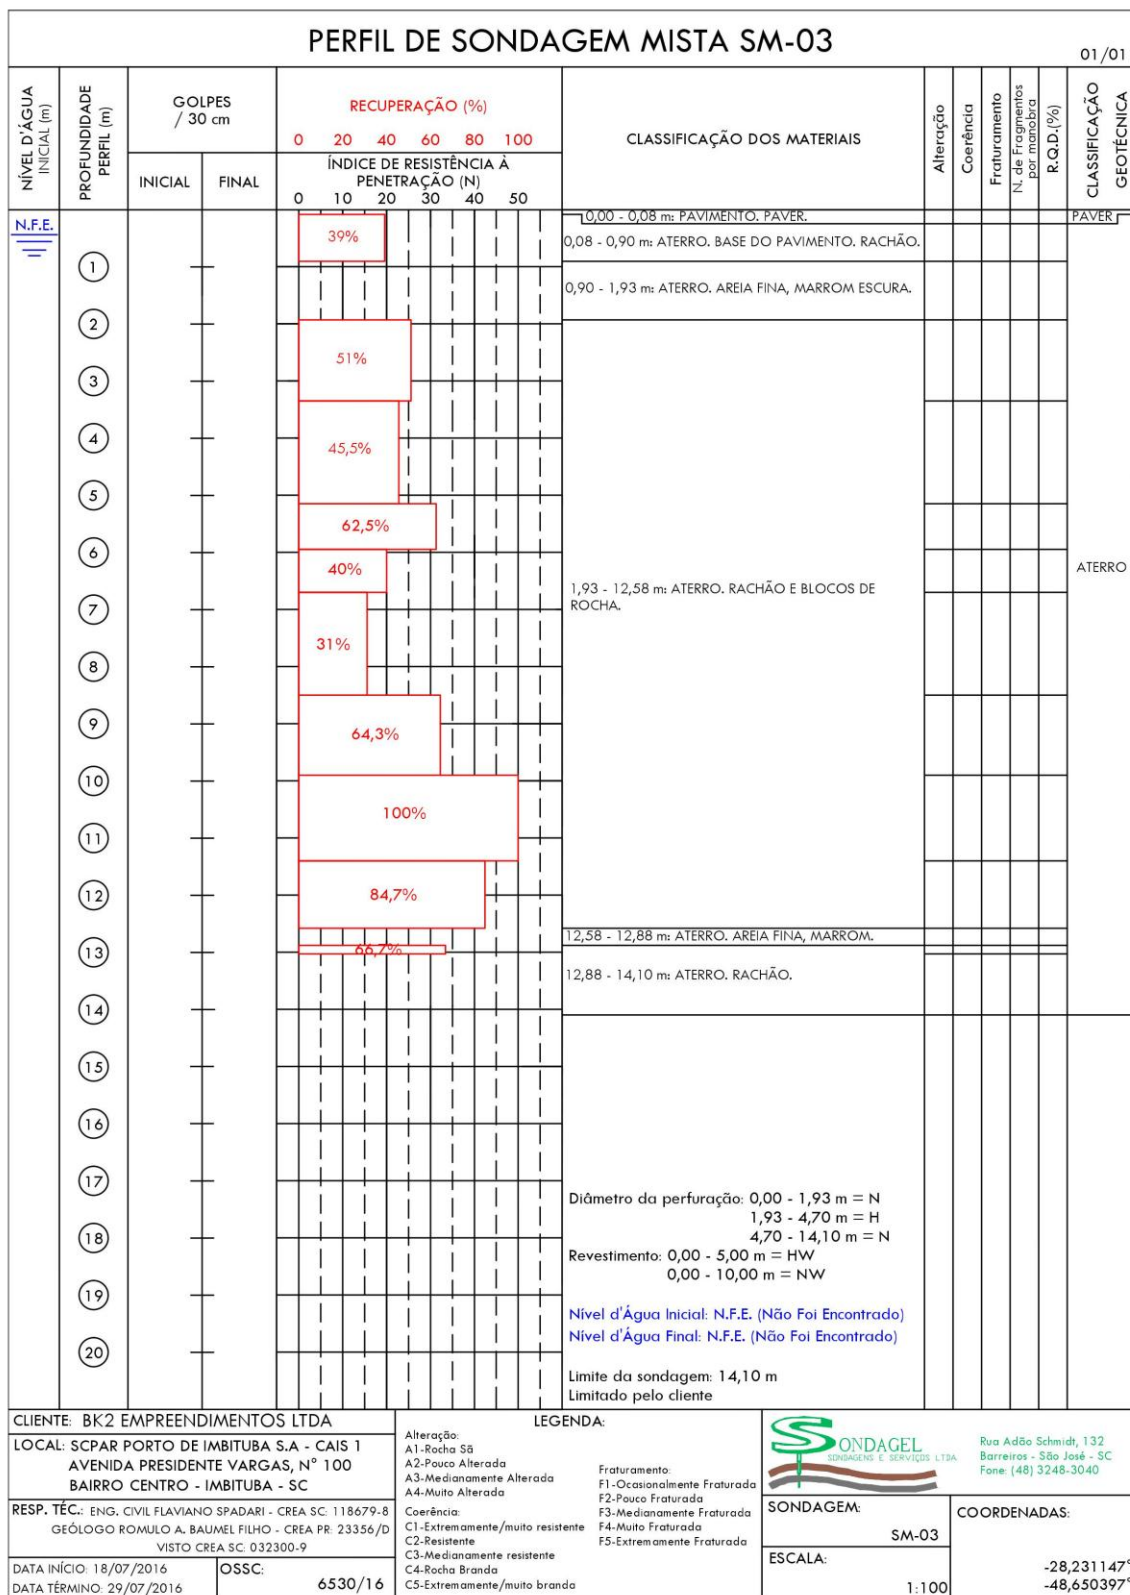 PERFIL DE SONDAGEM MISTA SM-03
01/01
NÍVEL D'ÁGUA
INICIAL (m)
PROFUNDIDADE
PERFIL (m)
GOLPES
/ 30 cm
INICIAL
FINAL
RECUPERAÇÃO (%)
0 20 40 60 80 100
ÍNDICE DE RESISTÊNCIA À
PENETRAÇÃO (N)
0 10 20 30 40 50
CLASSIFICAÇÃO DOS MATERIAIS
Alteração
Coerência
Fraturamento
N. de Fragmentos
por manobra
R.Q.D.(%)
CLASSIFICAÇÃO
GEOTÉCNICA
N.F.E.
0,00 - 0,08 m: PAVIMENTO. PAVER.
PAVER
39%
0,08 - 0,90 m: ATERRO. BASE DO PAVIMENTO. RACHÃO.
1
0,90 - 1,93 m: ATERRO. AREIA FINA, MARROM ESCURA.
2
51%
3
4
45,5%
5
62,5%
6
40%
ATERRO
1,93 - 12,58 m: ATERRO. RACHÃO E BLOCOS DE
ROCHA.
7
31%
8
9
64,3%
10
100%
11
12
84,7%
12,58 - 12,88 m: ATERRO. AREIA FINA, MARROM.
13
66,7%
12,88 - 14,10 m: ATERRO. RACHÃO.
14
15
16
17
18
19
20
Diâmetro da perfuração: 0,00 - 1,93 m = N
1,93 - 4,70 m = H
4,70 - 14,10 m = N
Revestimento: 0,00 - 5,00 m = HW
0,00 - 10,00 m = NW
Nível d'Água Inicial: N.F.E. (Não Foi Encontrado)
Nível d'Água Final: N.F.E. (Não Foi Encontrado)
Limite da sondagem: 14,10 m
Limitado pelo cliente
CLIENTE: BK2 EMPREENDIMENTOS LTDA
LOCAL: SCPAR PORTO DE IMBITUBA S.A - CAIS 1
AVENIDA PRESIDENTE VARGAS, N° 100
BAIRRO CENTRO - IMBITUBA - SC
RESP. TÉC.: ENG. CIVIL FLAVIANO SPADARI - CREA SC: 118679-8
GEÓLOGO ROMULO A. BAUMEL FILHO - CREA PR: 23356/D
VISTO CREA SC: 032300-9
DATA INÍCIO: 18/07/2016
DATA TÉRMINO: 29/07/2016
OSSC:
6530/16
LEGENDA:
Alteração:
A1-Rocha Sã
A2-Pouco Alterada
A3-Medianamente Alterada
A4-Muito Alterada
Coerência:
C1-Extremamente/muito resistente
C2-Resistente
C3-Medianamente resistente
C4-Rocha Branda
C5-Extremamente/muito branda
Fraturamento:
F1-Ocasionalmente Fraturada
F2-Pouco Fraturada
F3-Medianamente Fraturada
F4-Muito Fraturada
F5-Extremamente Fraturada
SONDAGEL
SONDAGENS E SERVIÇOS LTDA
Rua Adão Schmidt, 132
Barreiros - São José - SC
Fone: (48) 3248-3040
SONDAGEM:
SM-03
ESCALA:
1:100
COORDENADAS:
-28,231147°
-48,650397°